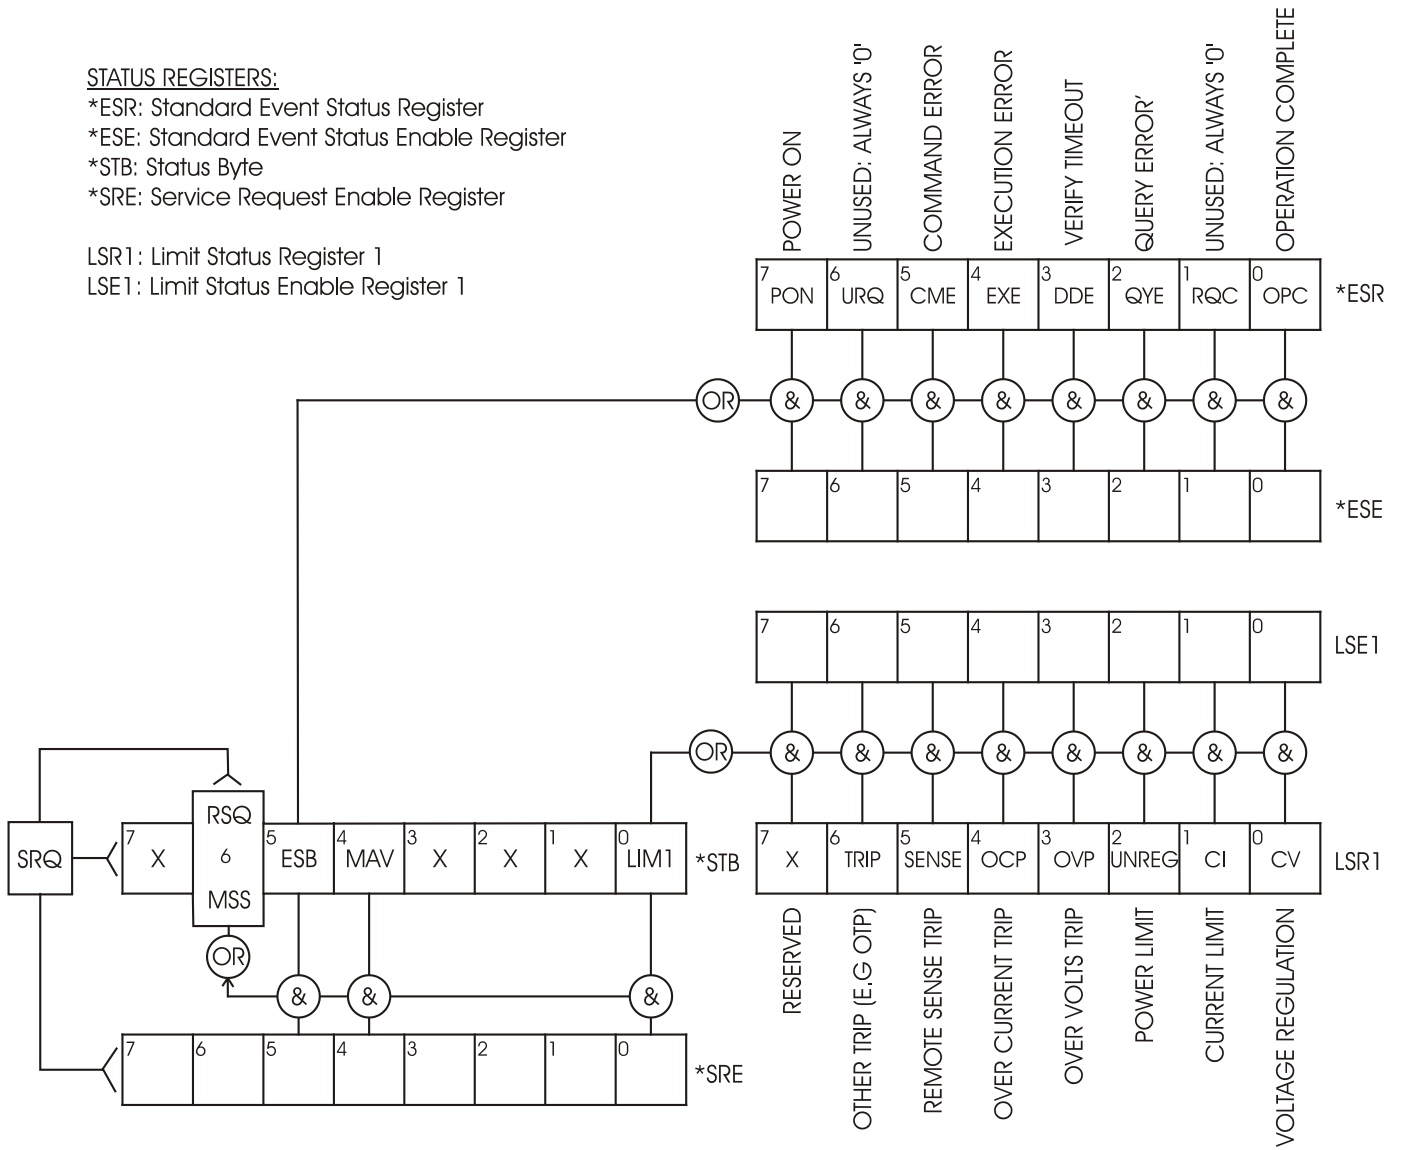 STATUS REGISTERS:
*ESR: Standard Event Status Register
*ESE: Standard Event Status Enable Register
*STB: Status Byte
*SRE: Service Request Enable Register
LSR1: Limit Status Register 1
LSE1: Limit Status Enable Register 1
POWER ON
UNUSED: ALWAYS '0'
COMMAND ERROR
EXECUTION ERROR
VERIFY TIMEOUT
QUERY ERROR'
UNUSED: ALWAYS '0'
OPERATION COMPLETE
7 6 5 4 3 2 1 0
PON URQ CME EXE DDE QYE RQC OPC *ESR
OR & & & & & & & &
7 6 5 4 3 2 1 0
*ESE
7 6 5 4 3 2 1 0
LSE1
OR & & & & & & & &
7 6 5 4 3 2 1 0
X TRIP SENSE OCP OVP UNREG CI CV LSR1
RESERVED
OTHER TRIP (E.G OTP)
REMOTE SENSE TRIP
OVER CURRENT TRIP
OVER VOLTS TRIP
POWER LIMIT
CURRENT LIMIT
VOLTAGE REGULATION
RSQ
7 6 5 4 3 2 1 0
SRQ X ESB MAV X X X LIM1 *STB
MSS
OR
& & &
7 6 5 4 3 2 1 0
*SRE